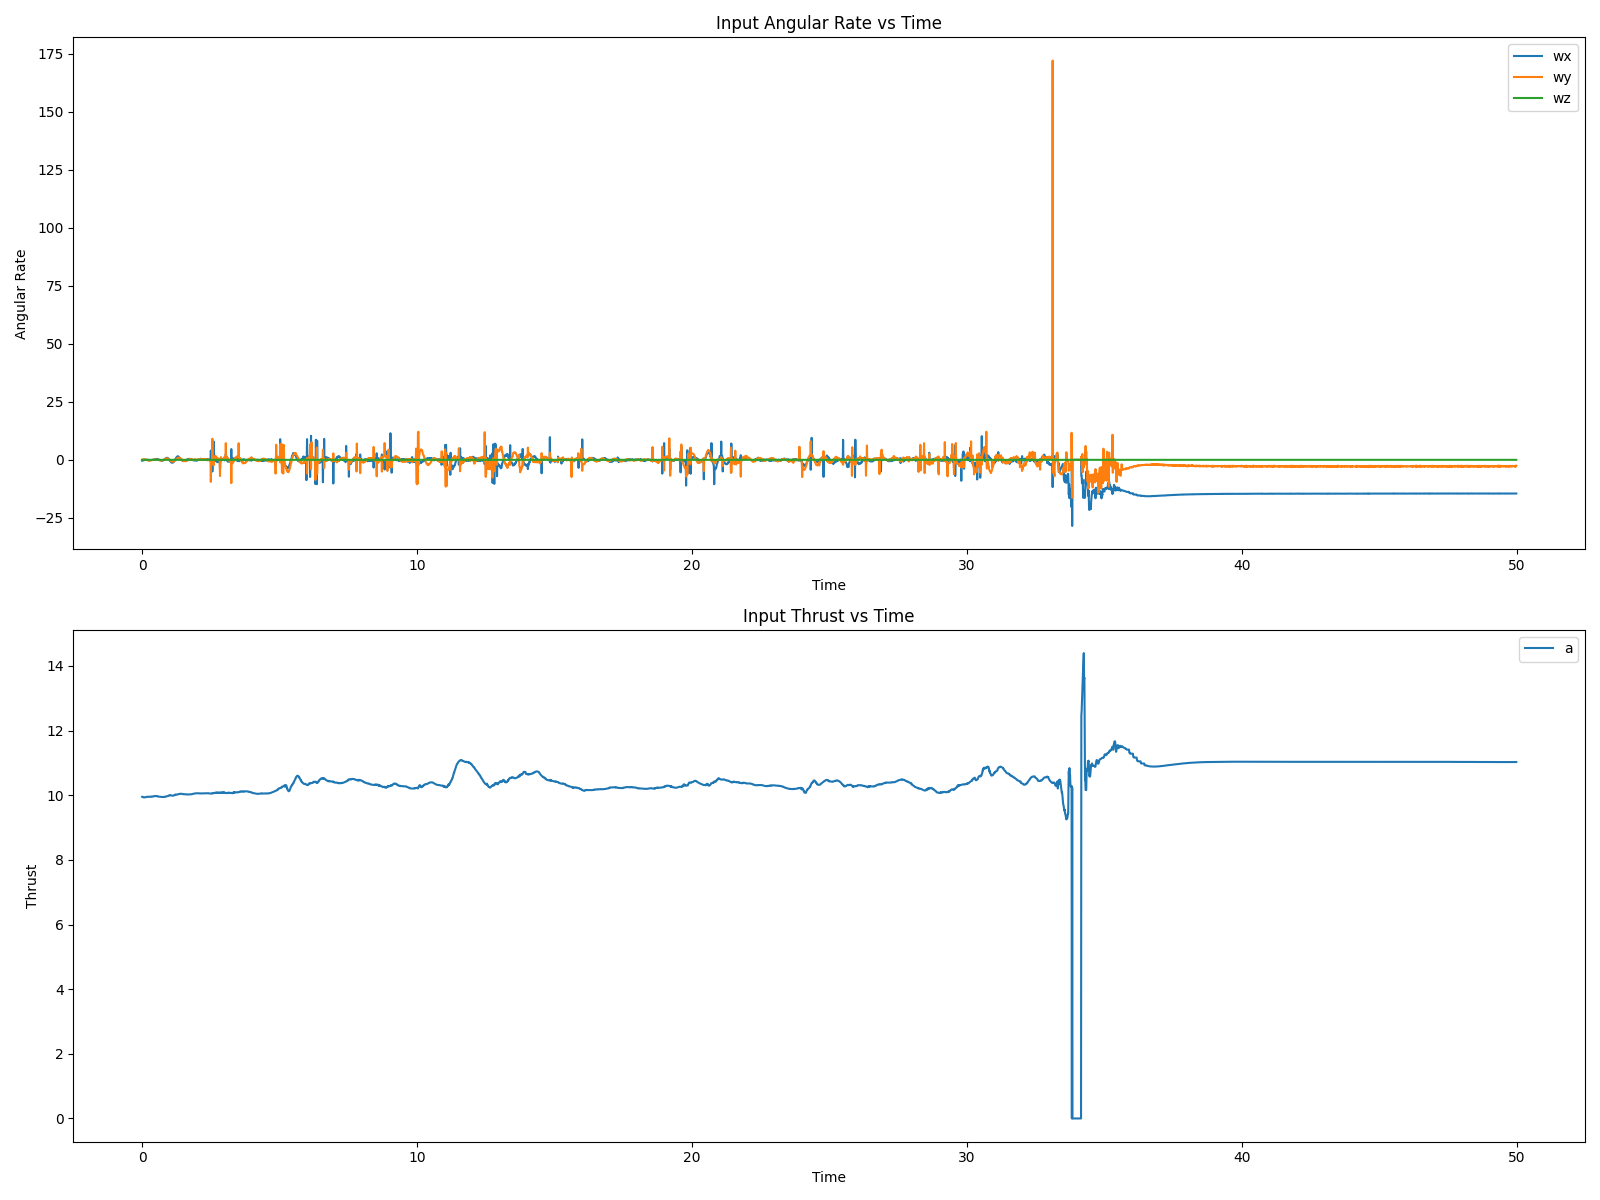 Input Angular Rate vs Time
Angular Rate
175
150
125
100
75
50
25
0
−25
wx
wy
wz
0 10 20 30 40 50
Time
Input Thrust vs Time
Thrust
14
12
10
8
6
4
2
0
a
0 10 20 30 40 50
Time